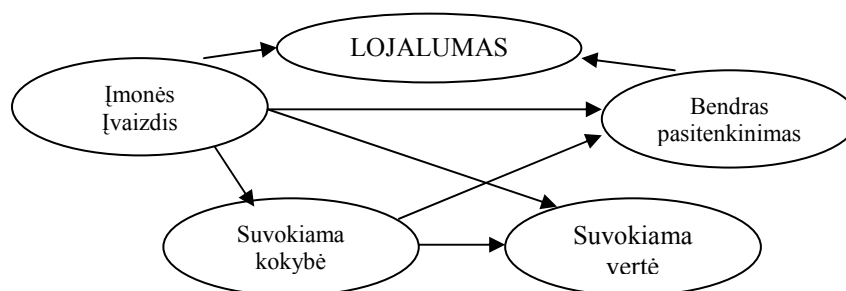 LOJALUMAS
Įmonės
Įvaizdis
Bendras
pasitenkinimas
Suvokiama
kokybė
Suvokiama
vertė